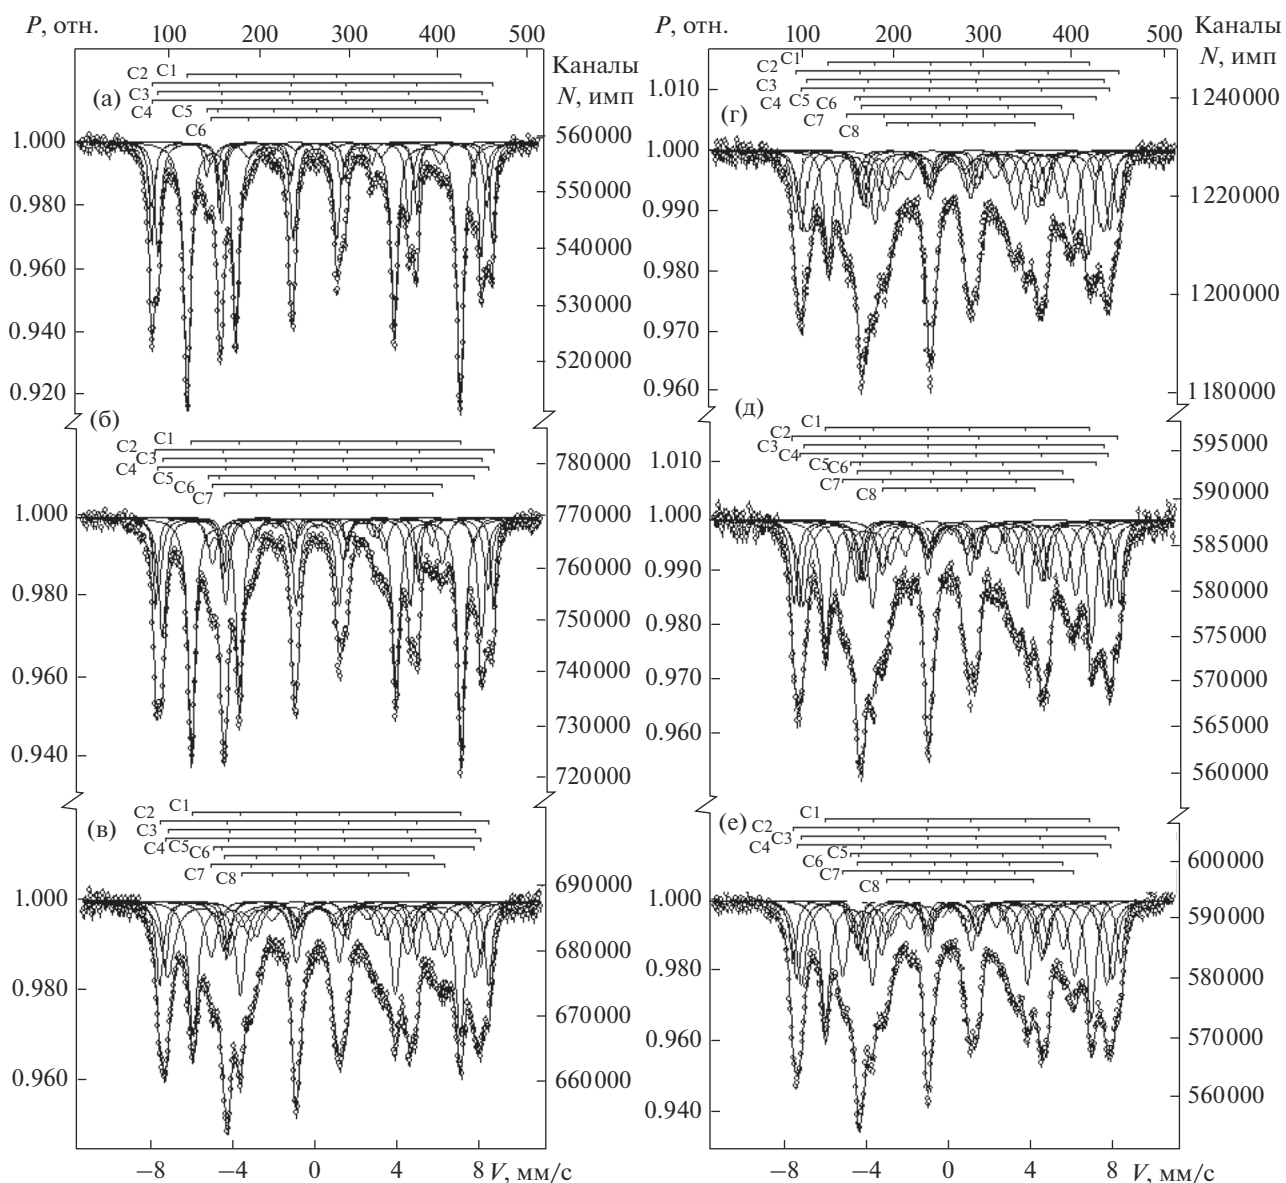 P, отн.
100 200 300 400 500
Каналы
N, имп
C2 C1
(а)
C3
C4 C5
C6
1.000
0.980
0.960
0.940
0.920
560000
550000
540000
530000
520000
(б)
C1
C2
C3
C4
C5
C6
C7
1.000
0.980
0.960
0.940
780000
770000
760000
750000
740000
730000
720000
(в)
C1
C2
C3
C4
C5
C6
C7
C8
1.000
0.980
0.960
690000
680000
670000
660000
−8 −4 0 4 8 V, мм/с
P, отн.
100 200 300 400 500
Каналы
N, имп
C1
C2
C3
C4
C5
C6
C7
C8
(г)
1.010
1.000
0.990
0.980
0.970
0.960
1240000
1220000
1200000
1180000
(д)
C1
C2
C3
C4
C5
C6
C7
C8
1.010
1.000
0.990
0.980
0.970
0.960
595000
590000
585000
580000
575000
570000
565000
560000
(е)
C1
C2
C3
C4
C5
C6
C7
C8
1.000
0.980
0.960
0.940
600000
590000
580000
570000
560000
−8 −4 0 4 8 V, мм/с